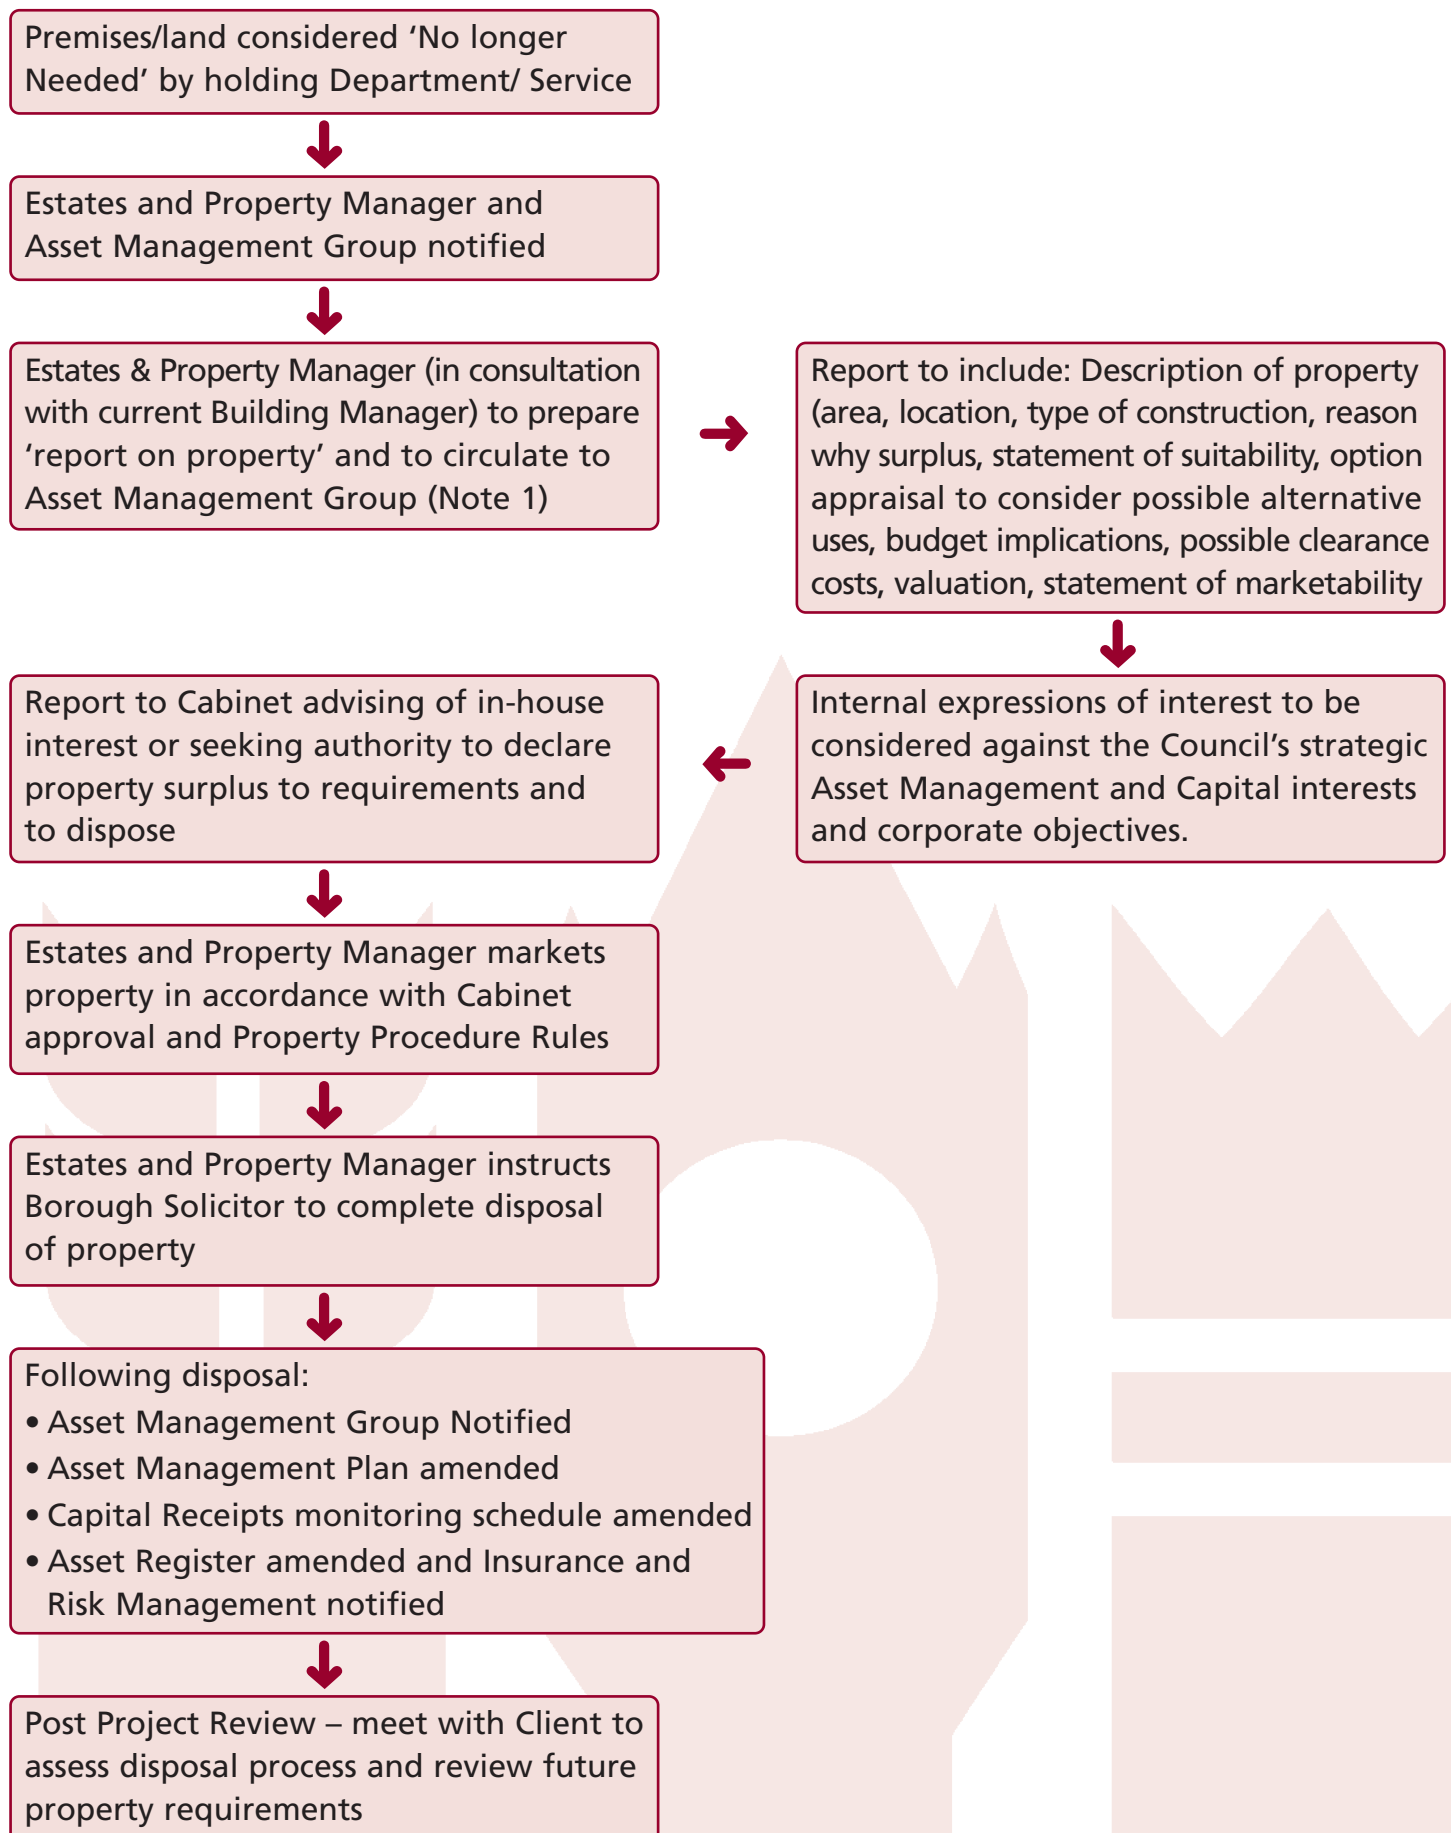 Premises/land considered ‘No longer
Needed’ by holding Department/ Service
Estates and Property Manager and
Asset Management Group notified
Estates & Property Manager (in consultation
with current Building Manager) to prepare
‘report on property’ and to circulate to
Asset Management Group (Note 1)
Report to include: Description of property
(area, location, type of construction, reason
why surplus, statement of suitability, option
appraisal to consider possible alternative
uses, budget implications, possible clearance
costs, valuation, statement of marketability
Internal expressions of interest to be
considered against the Council’s strategic
Asset Management and Capital interests
and corporate objectives.
Report to Cabinet advising of in-house
interest or seeking authority to declare
property surplus to requirements and
to dispose
Estates and Property Manager markets
property in accordance with Cabinet
approval and Property Procedure Rules
Estates and Property Manager instructs
Borough Solicitor to complete disposal
of property
Following disposal:
• Asset Management Group Notified
• Asset Management Plan amended
• Capital Receipts monitoring schedule amended
• Asset Register amended and Insurance and
Risk Management notified
Post Project Review – meet with Client to
assess disposal process and review future
property requirements